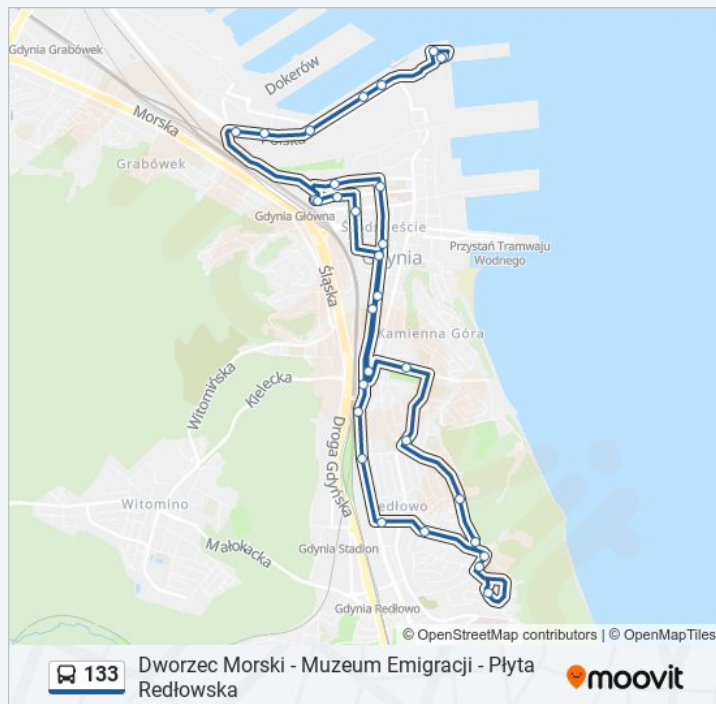 Gdynia Grabówek
Dokerów
Morska
Polska
Grabówek
Gdynia Główna
Śródmieście
Przystań Tramwaju
Wodnego
Gdynia
Śląska
Kamienna Góra
Witomińska
Kielecka
Droga Gdyńska
Witomino
Redłowo
Małokacka
Gdynia Stadion
Gdynia Redłowo
© OpenStreetMap contributors | © OpenMapTiles
133
Dworzec Morski - Muzeum Emigracji - Płyta
Redłowska
moovit